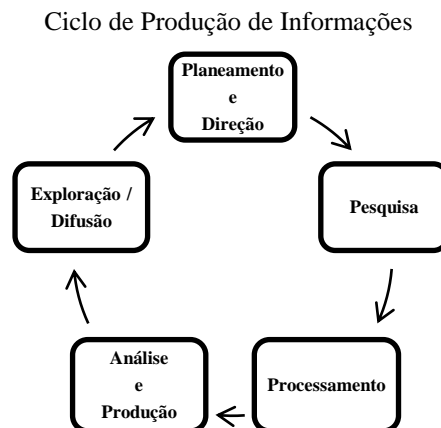 Ciclo de Produção de Informações
Planeamento
e
Direção
Pesquisa
Processamento
Análise
e
Produção
Exploração /
Difusão